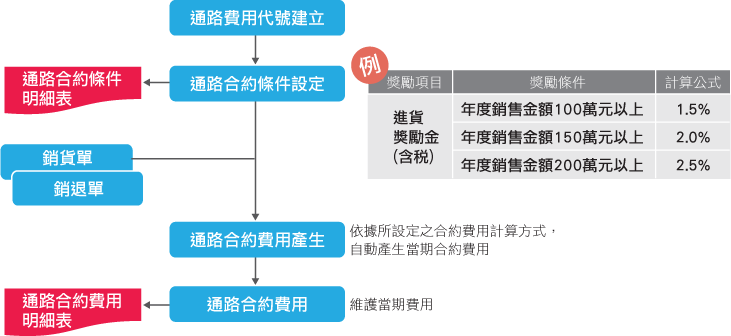 通路費用代號建立
通路合約條件設定
通路合約條件
明細表
銷貨單
銷退單
通路合約費用產生
依據所設定之合約費用計算方式，
自動產生當期合約費用
通路合約費用
維護當期費用
通路合約費用
明細表
例
獎勵項目 獎勵條件 計算公式
進貨
獎勵金
(含稅)
年度銷售金額100萬元以上 1.5%
年度銷售金額150萬元以上 2.0%
年度銷售金額200萬元以上 2.5%